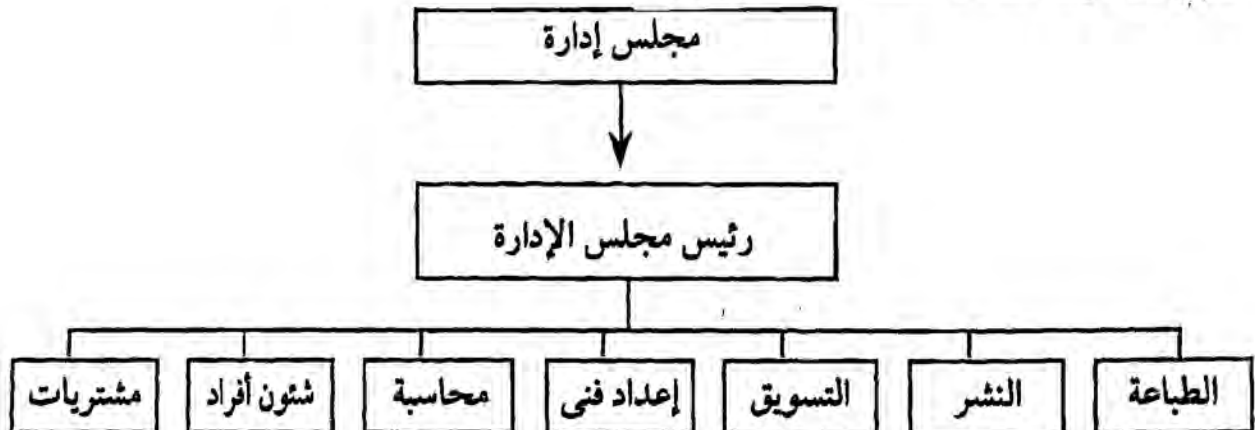 مجلس إدارة
رئيس مجلس الإدارة
الطباعة
النشر
التسويق
إعداد فنى
محاسبة
شئون أفراد
مشتريات